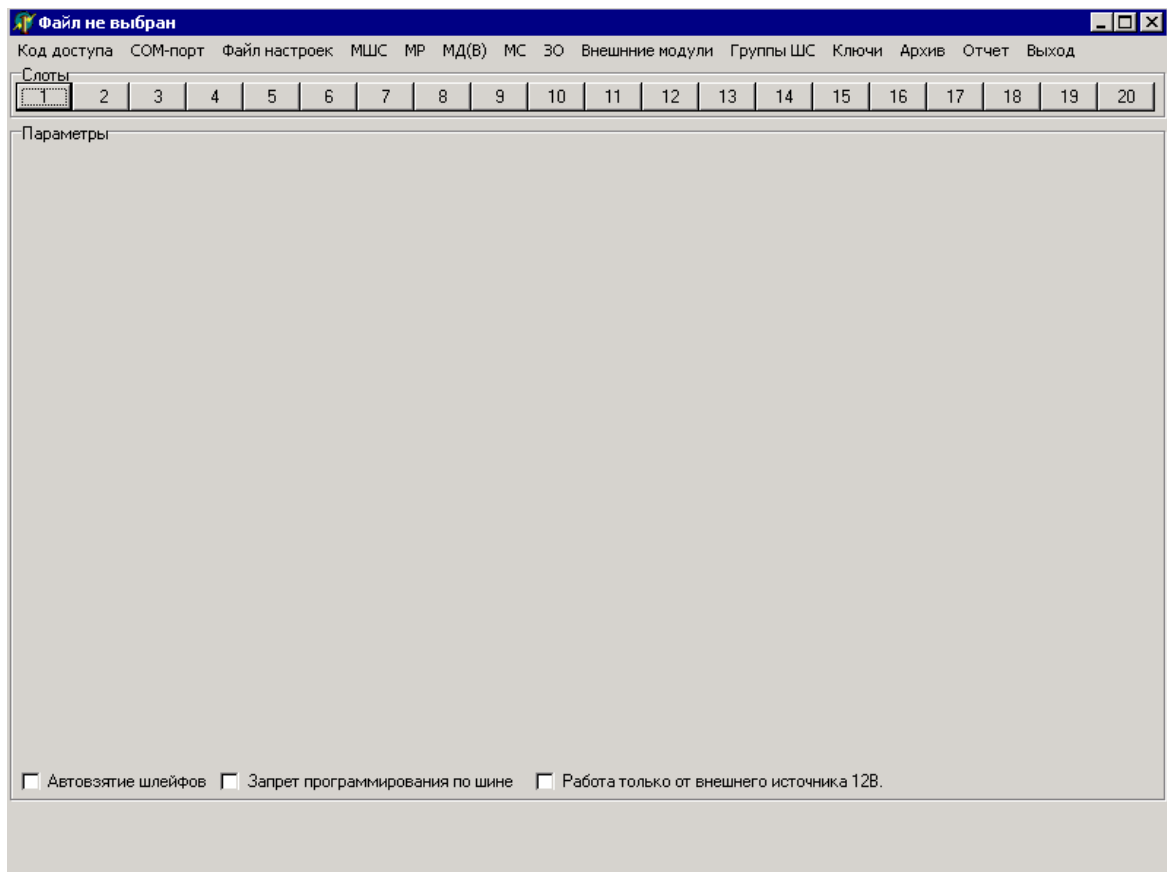 Файл не выбран
Код доступа COM-порт Файл настроек МШС МР МД(В) МС ЗО Внешнние модули Группы ШС Ключи Архив Отчет Выход
Слоты
1 2 3 4 5 6 7 8 9 10 11 12 13 14 15 16 17 18 19 20
Параметры
Автовзятие шлейфов Запрет программирования по шине Работа только от внешнего источника 12В.